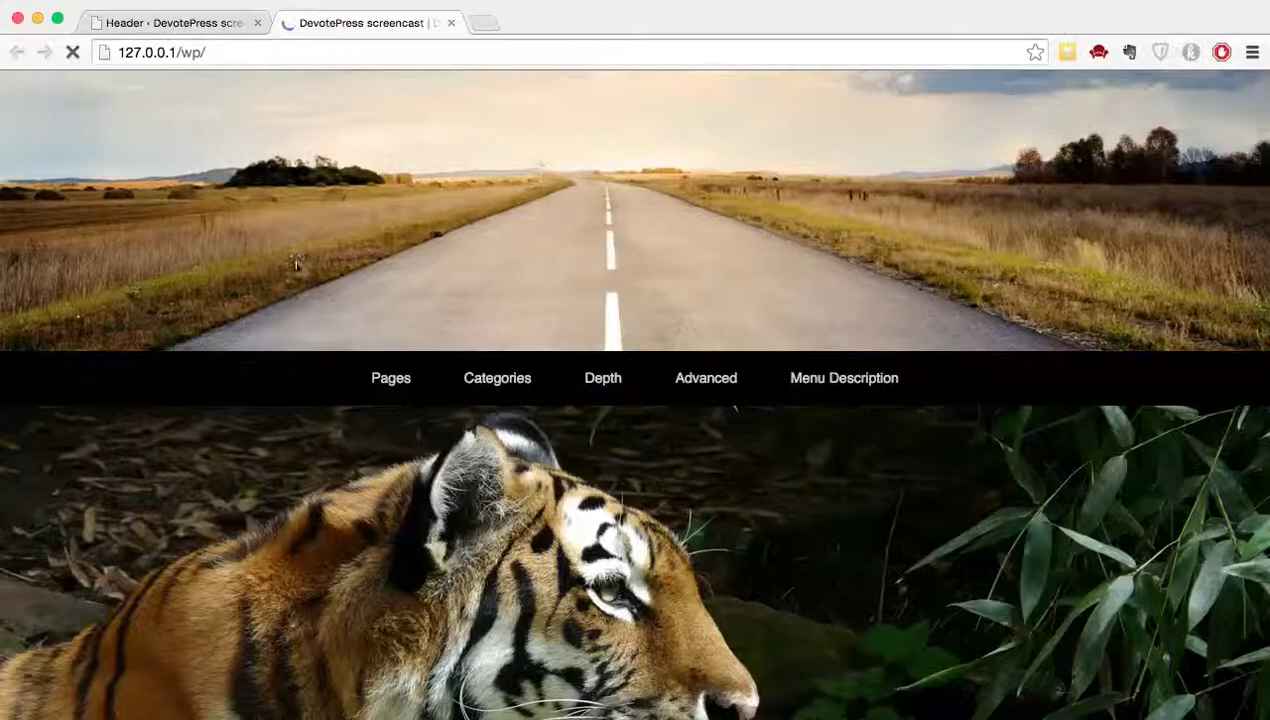 Header ‹ DevotePress scre
DevotePress screencast | D
127.0.0.1/wp/
Pages Categories Depth Advanced Menu Description